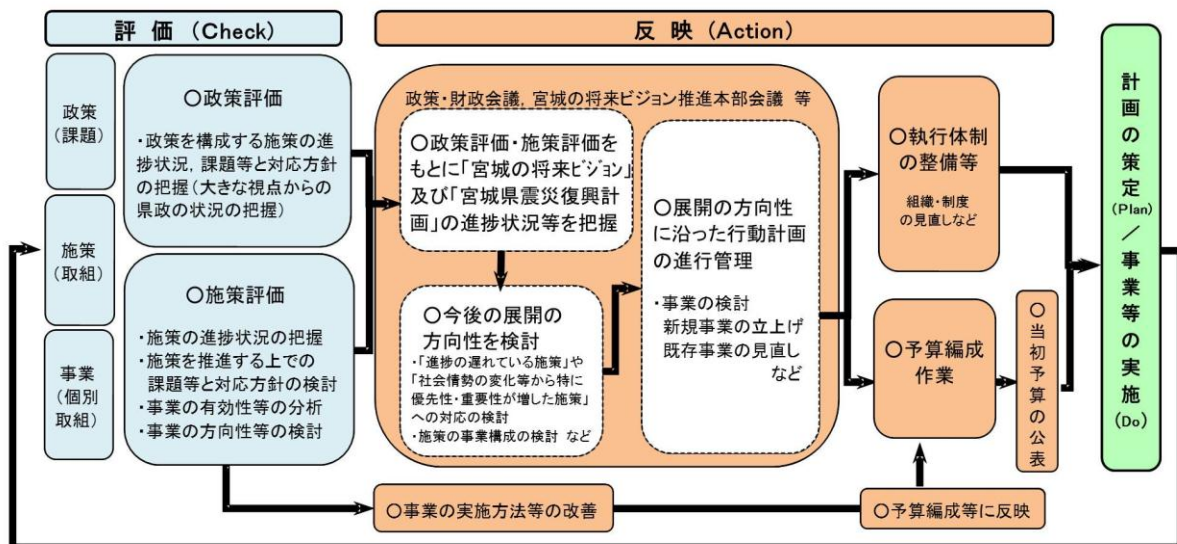 評 価 (Check)
反 映 (Action)
政策
(課題)
施策
(取組)
事業
(個別
取組)
○政策評価
・政策を構成する施策の進
捗状況，課題等と対応方針
の把握(大きな視点からの
県政の状況の把握)
○施策評価
・施策の進捗状況の把握
・施策を推進する上での
課題等と対応方針の検討
・事業の有効性等の分析
・事業の方向性等の検討
政策・財政会議，宮城の将来ビジョン推進本部会議 等
○政策評価・施策評価を
もとに「宮城の将来ビジョン」
及び「宮城県震災復興計
画」の進捗状況等を把握
○今後の展開の
方向性を検討
・「進捗の遅れている施策」や
「社会情勢の変化等から特に
優先性・重要性が増した施策」
への対応の検討
・施策の事業構成の検討 など
○展開の方向性
に沿った行動計画
の進行管理
・事業の検討
新規事業の立上げ
既存事業の見直し
など
○執行体制
の整備等
組織・制度
の見直しなど
○予算編成
作業
○当初予算の公表
計画の策定(Plan)／事業等の実施(Do)
○事業の実施方法等の改善
○予算編成等に反映